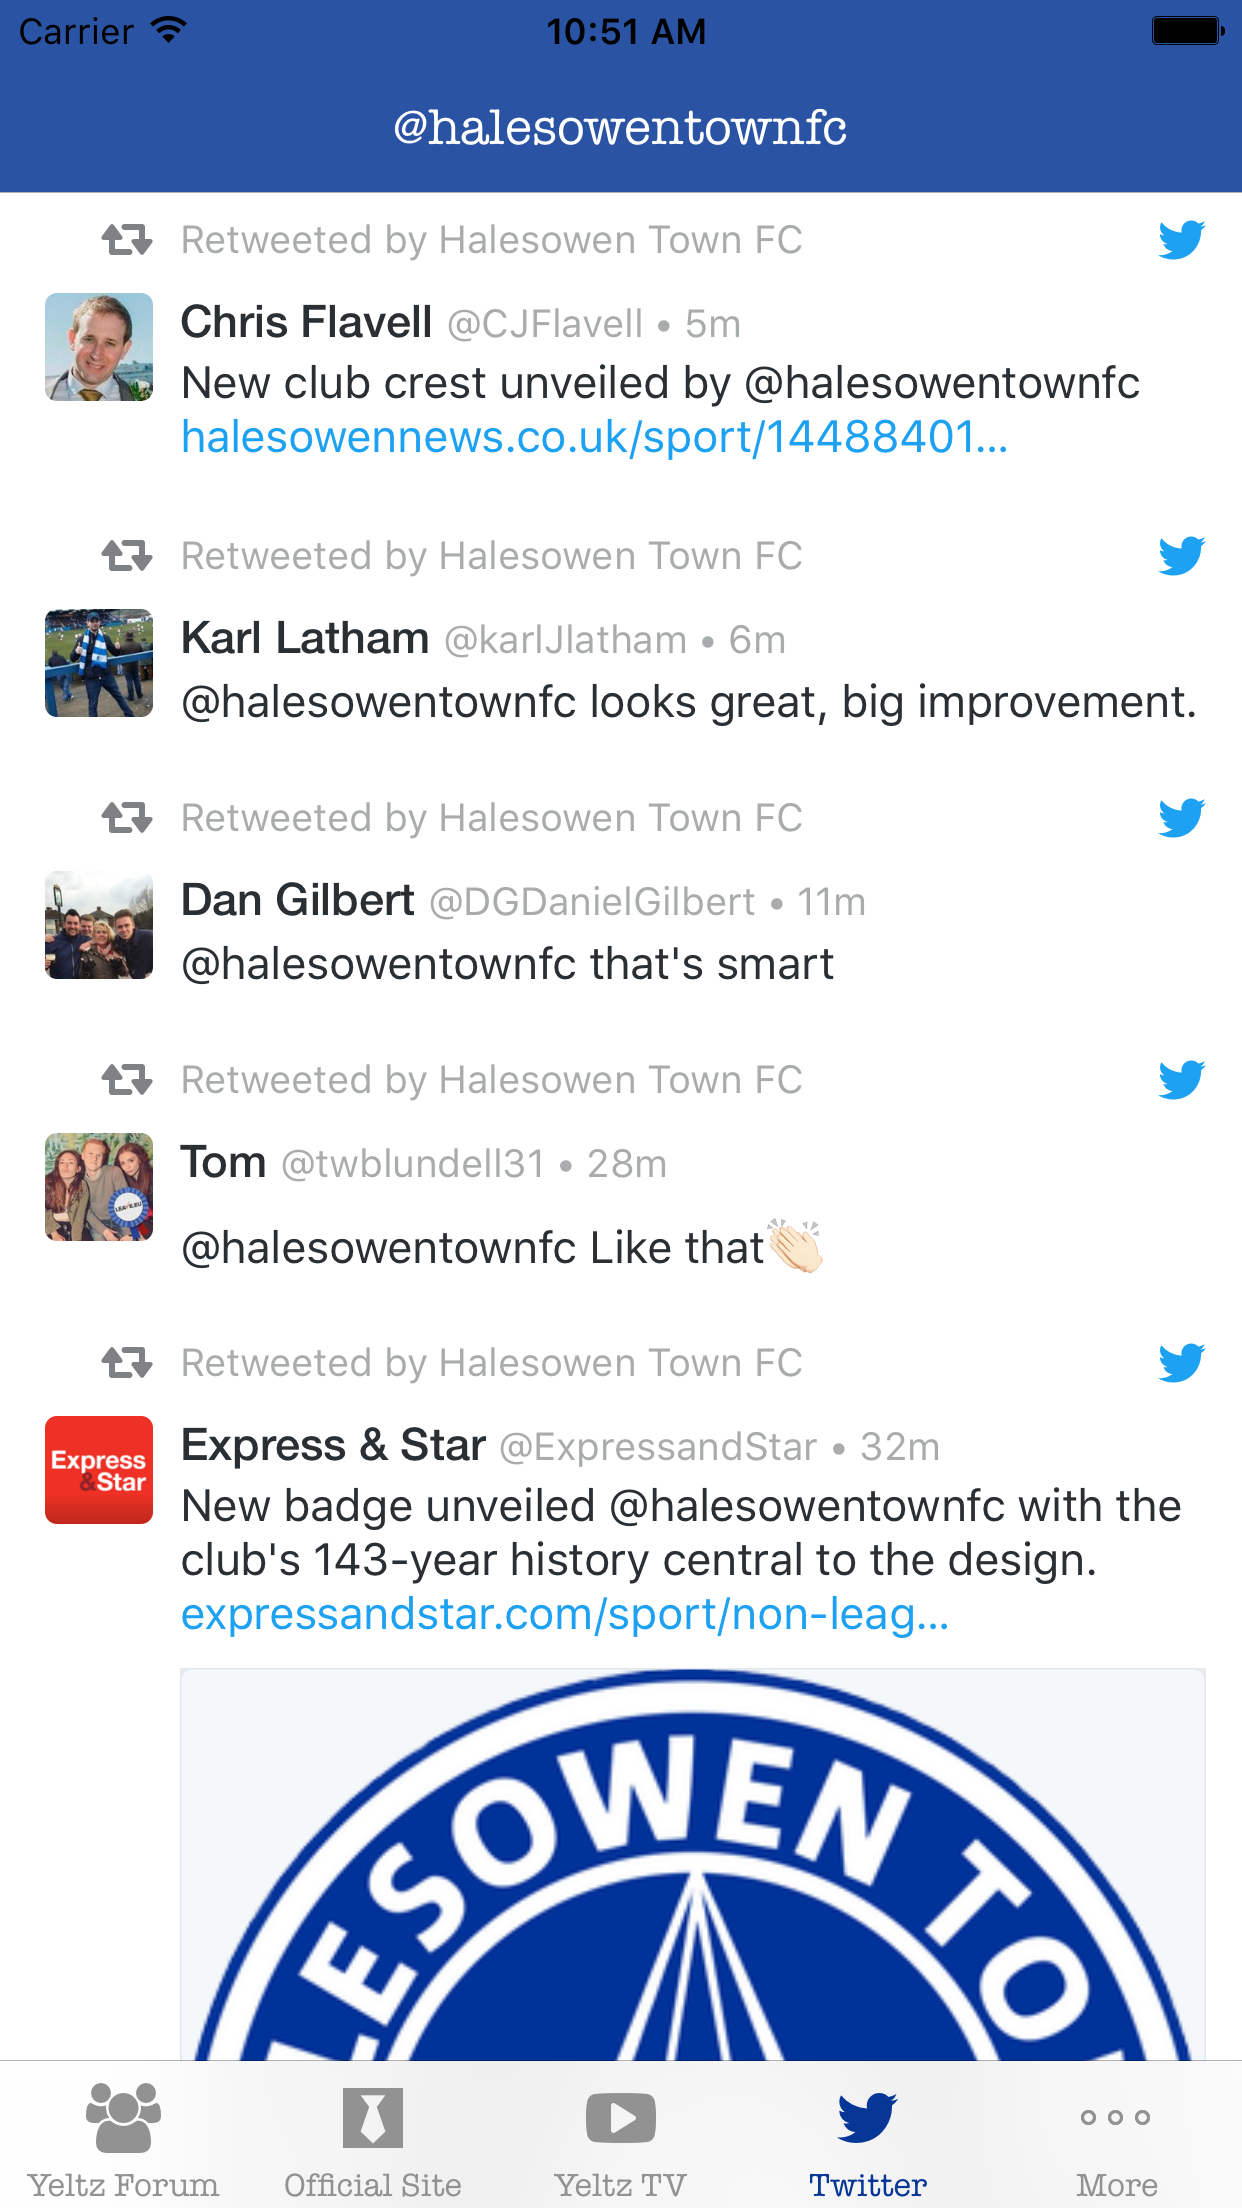 Carrier 10:51 AM
@halesowentownfc
Retweeted by Halesowen Town FC
Chris Flavell @CJFlavell • 5m
New club crest unveiled by @halesowentownfc
halesowennews.co.uk/sport/14488401...
Retweeted by Halesowen Town FC
Karl Latham @karlJlatham • 6m
@halesowentownfc looks great, big improvement.
Retweeted by Halesowen Town FC
Dan Gilbert @DGDanielGilbert • 11m
@halesowentownfc that's smart
Retweeted by Halesowen Town FC
Tom @twblundell31 • 28m
LEAVE.EU
@halesowentownfc Like that👏🏻
Retweeted by Halesowen Town FC
Express & Star @ExpressandStar • 32m
Express
&Star
New badge unveiled @halesowentownfc with the
club's 143-year history central to the design.
expressandstar.com/sport/non-leag...
LESOWEN TO
Yeltz Forum Official Site Yeltz TV Twitter More